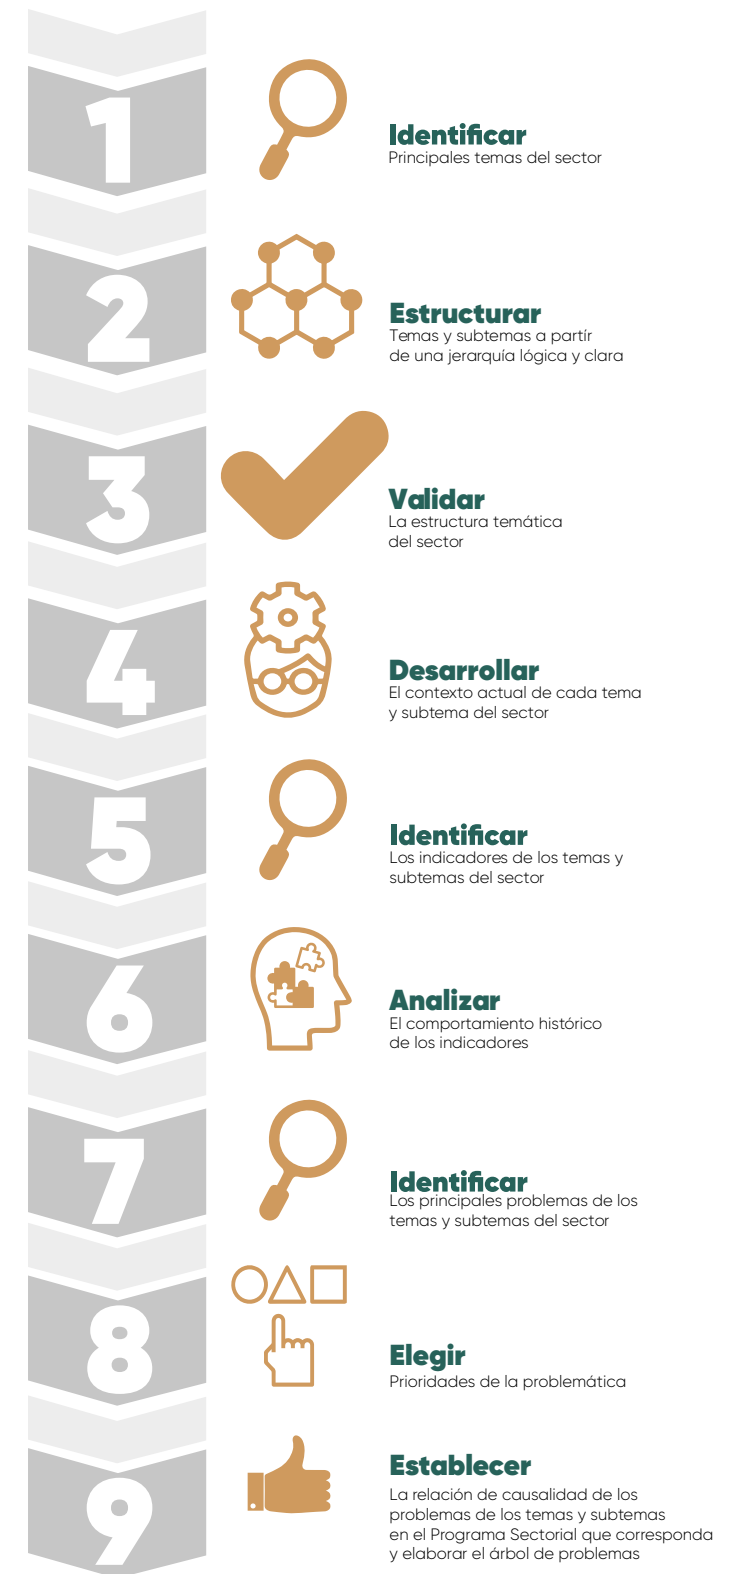 1
Identificar
Principales temas del sector
2
Estructurar
Temas y subtemas a partír
de una jerarquía lógica y clara
3
Validar
La estructura temática
del sector
4
Desarrollar
El contexto actual de cada tema
y subtema del sector
5
Identificar
Los indicadores de los temas y
subtemas del sector
6
Analizar
El comportamiento histórico
de los indicadores
7
Identificar
Los principales problemas de los
temas y subtemas del sector
8
Elegir
Prioridades de la problemática
9
Establecer
La relación de causalidad de los
problemas de los temas y subtemas
en el Programa Sectorial que corresponda
y elaborar el árbol de problemas